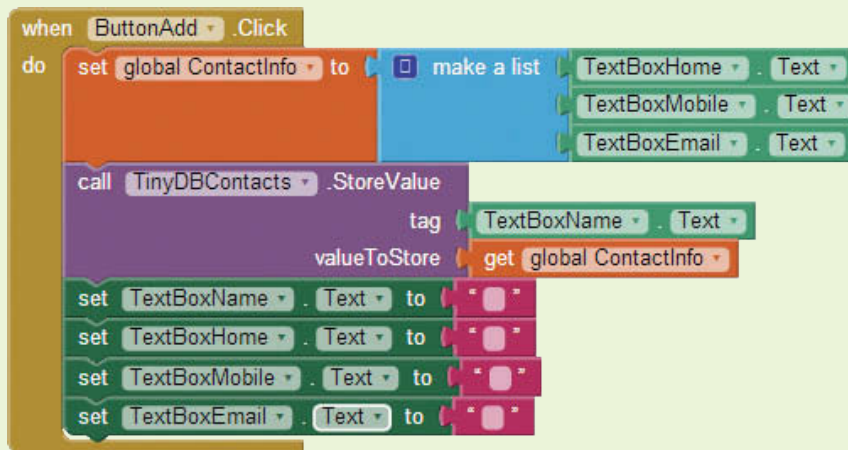 when ButtonAdd .Click
do set global ContactInfo to make a list TextBoxHome . Text
TextBoxMobile . Text
TextBoxEmail . Text
call TinyDBContacts .StoreValue
tag TextBoxName . Text
valueToStore get global ContactInfo
set TextBoxName . Text to “ ”
set TextBoxHome . Text to “ ”
set TextBoxMobile . Text to “ ”
set TextBoxEmail . Text to “ ”